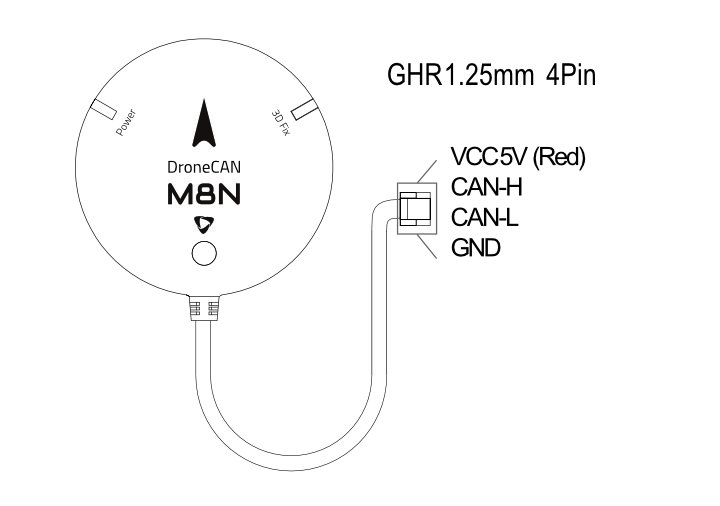 GHR1.25mm 4Pin
Power
3D Fix
DroneCAN
M8N
VCC5V (Red)
CAN-H
CAN-L
GND